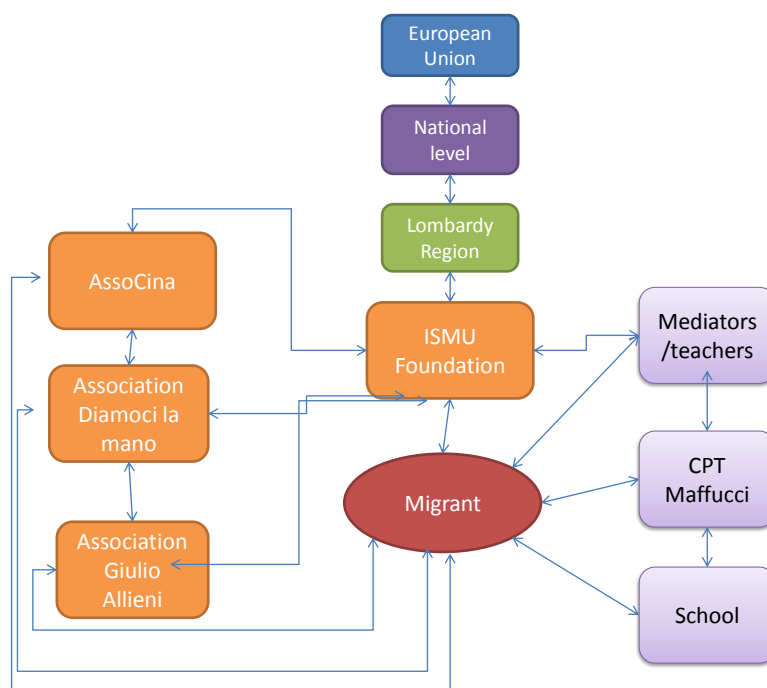 European
Union
National
level
Lombardy
Region
AssoCina
ISMU
Foundation
Mediators
/teachers
Association
Diamoci la
mano
CPT
Maffucci
Migrant
Association
Giulio
Allieni
School